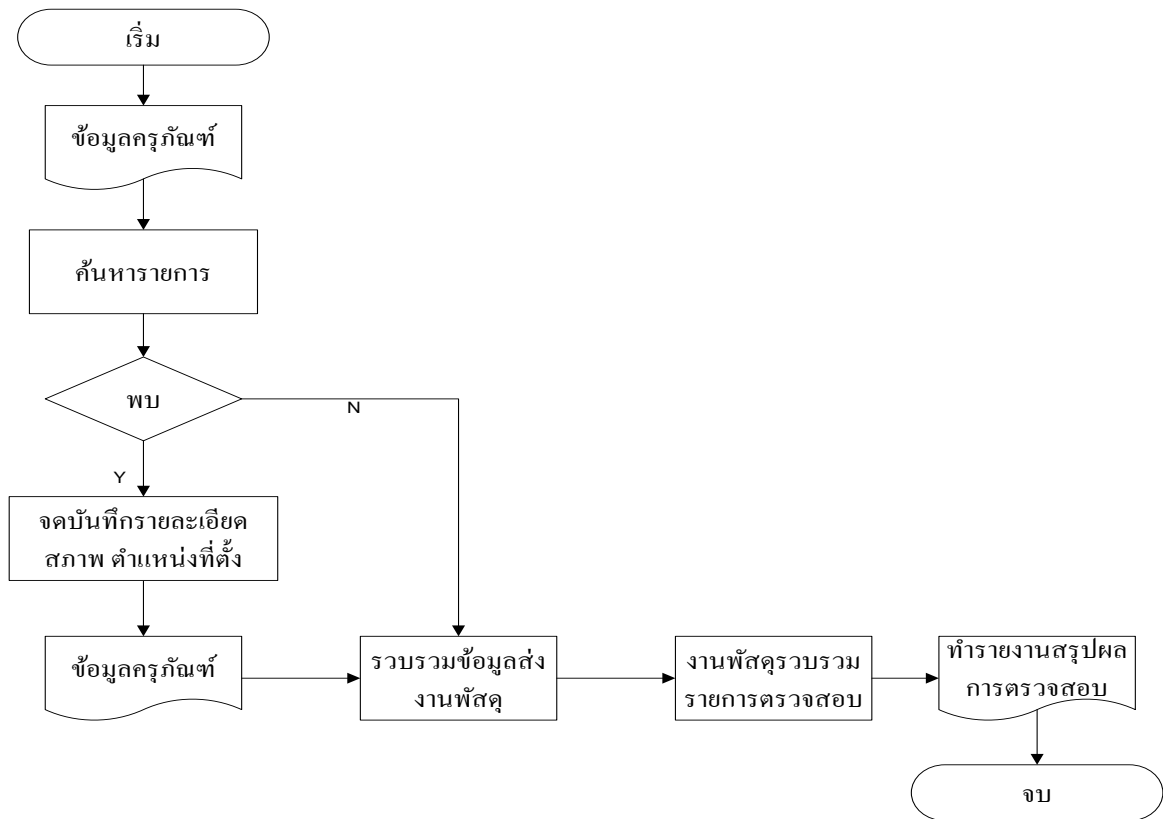 เริ่ม
ข้อมูลครุภัณฑ์
ค้นหารายการ
พบ
N
Y
จดบันทึกรายละเอียด
สภาพ ตำแหน่งที่ตั้ง
ข้อมูลครุภัณฑ์
รวบรวมข้อมูลส่ง
งานพัสดุ
งานพัสดุรวบรวม
รายการตรวจสอบ
ทำรายงานสรุปผล
การตรวจสอบ
จบ